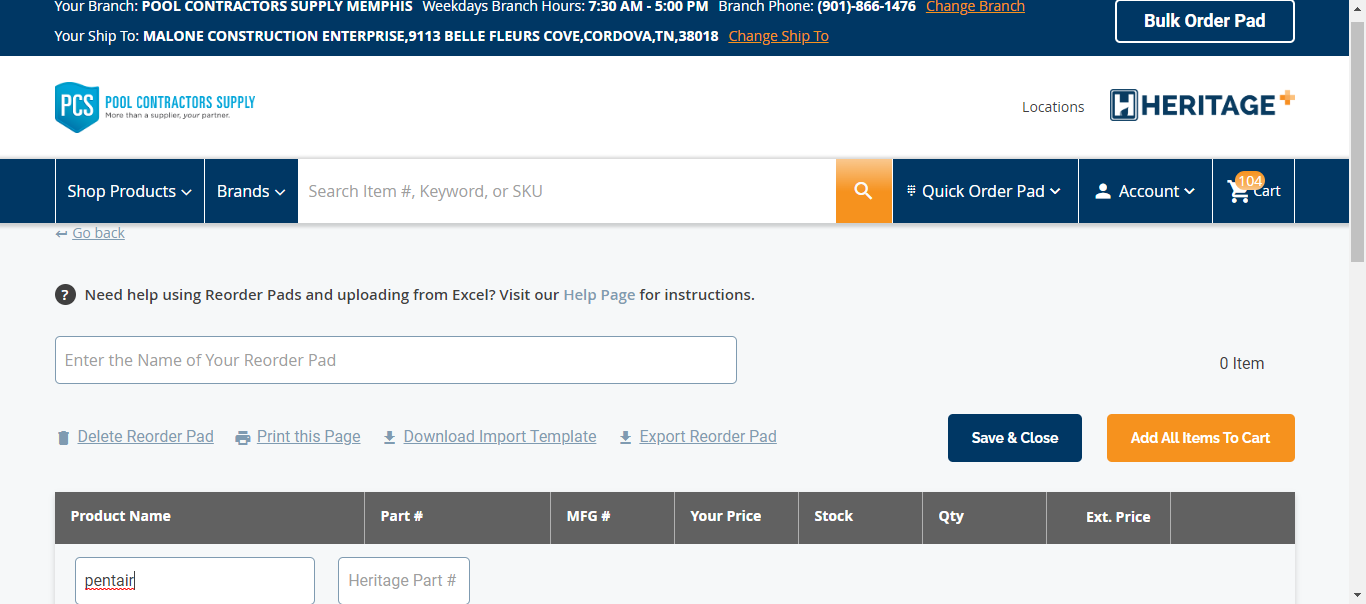 Your Branch: POOL CONTRACTORS SUPPLY MEMPHIS Weekdays Branch Hours: 7:30 AM - 5:00 PM Branch Phone: (901)-866-1476 Change Branch
Bulk Order Pad
Your Ship To: MALONE CONSTRUCTION ENTERPRISE,9113 BELLE FLEURS COVE,CORDOVA,TN,38018 Change Ship To
PCS POOL CONTRACTORS SUPPLY
More than a supplier, your partner.
Locations
HERITAGE+
Shop Products Brands Search Item #, Keyword, or SKU Quick Order Pad Account 104 Cart
Go back
? Need help using Reorder Pads and uploading from Excel? Visit our Help Page for instructions.
Enter the Name of Your Reorder Pad
0 Item
Delete Reorder Pad Print this Page Download Import Template Export Reorder Pad Save & Close Add All Items To Cart
Product Name Part # MFG # Your Price Stock Qty Ext. Price
pentair Heritage Part #